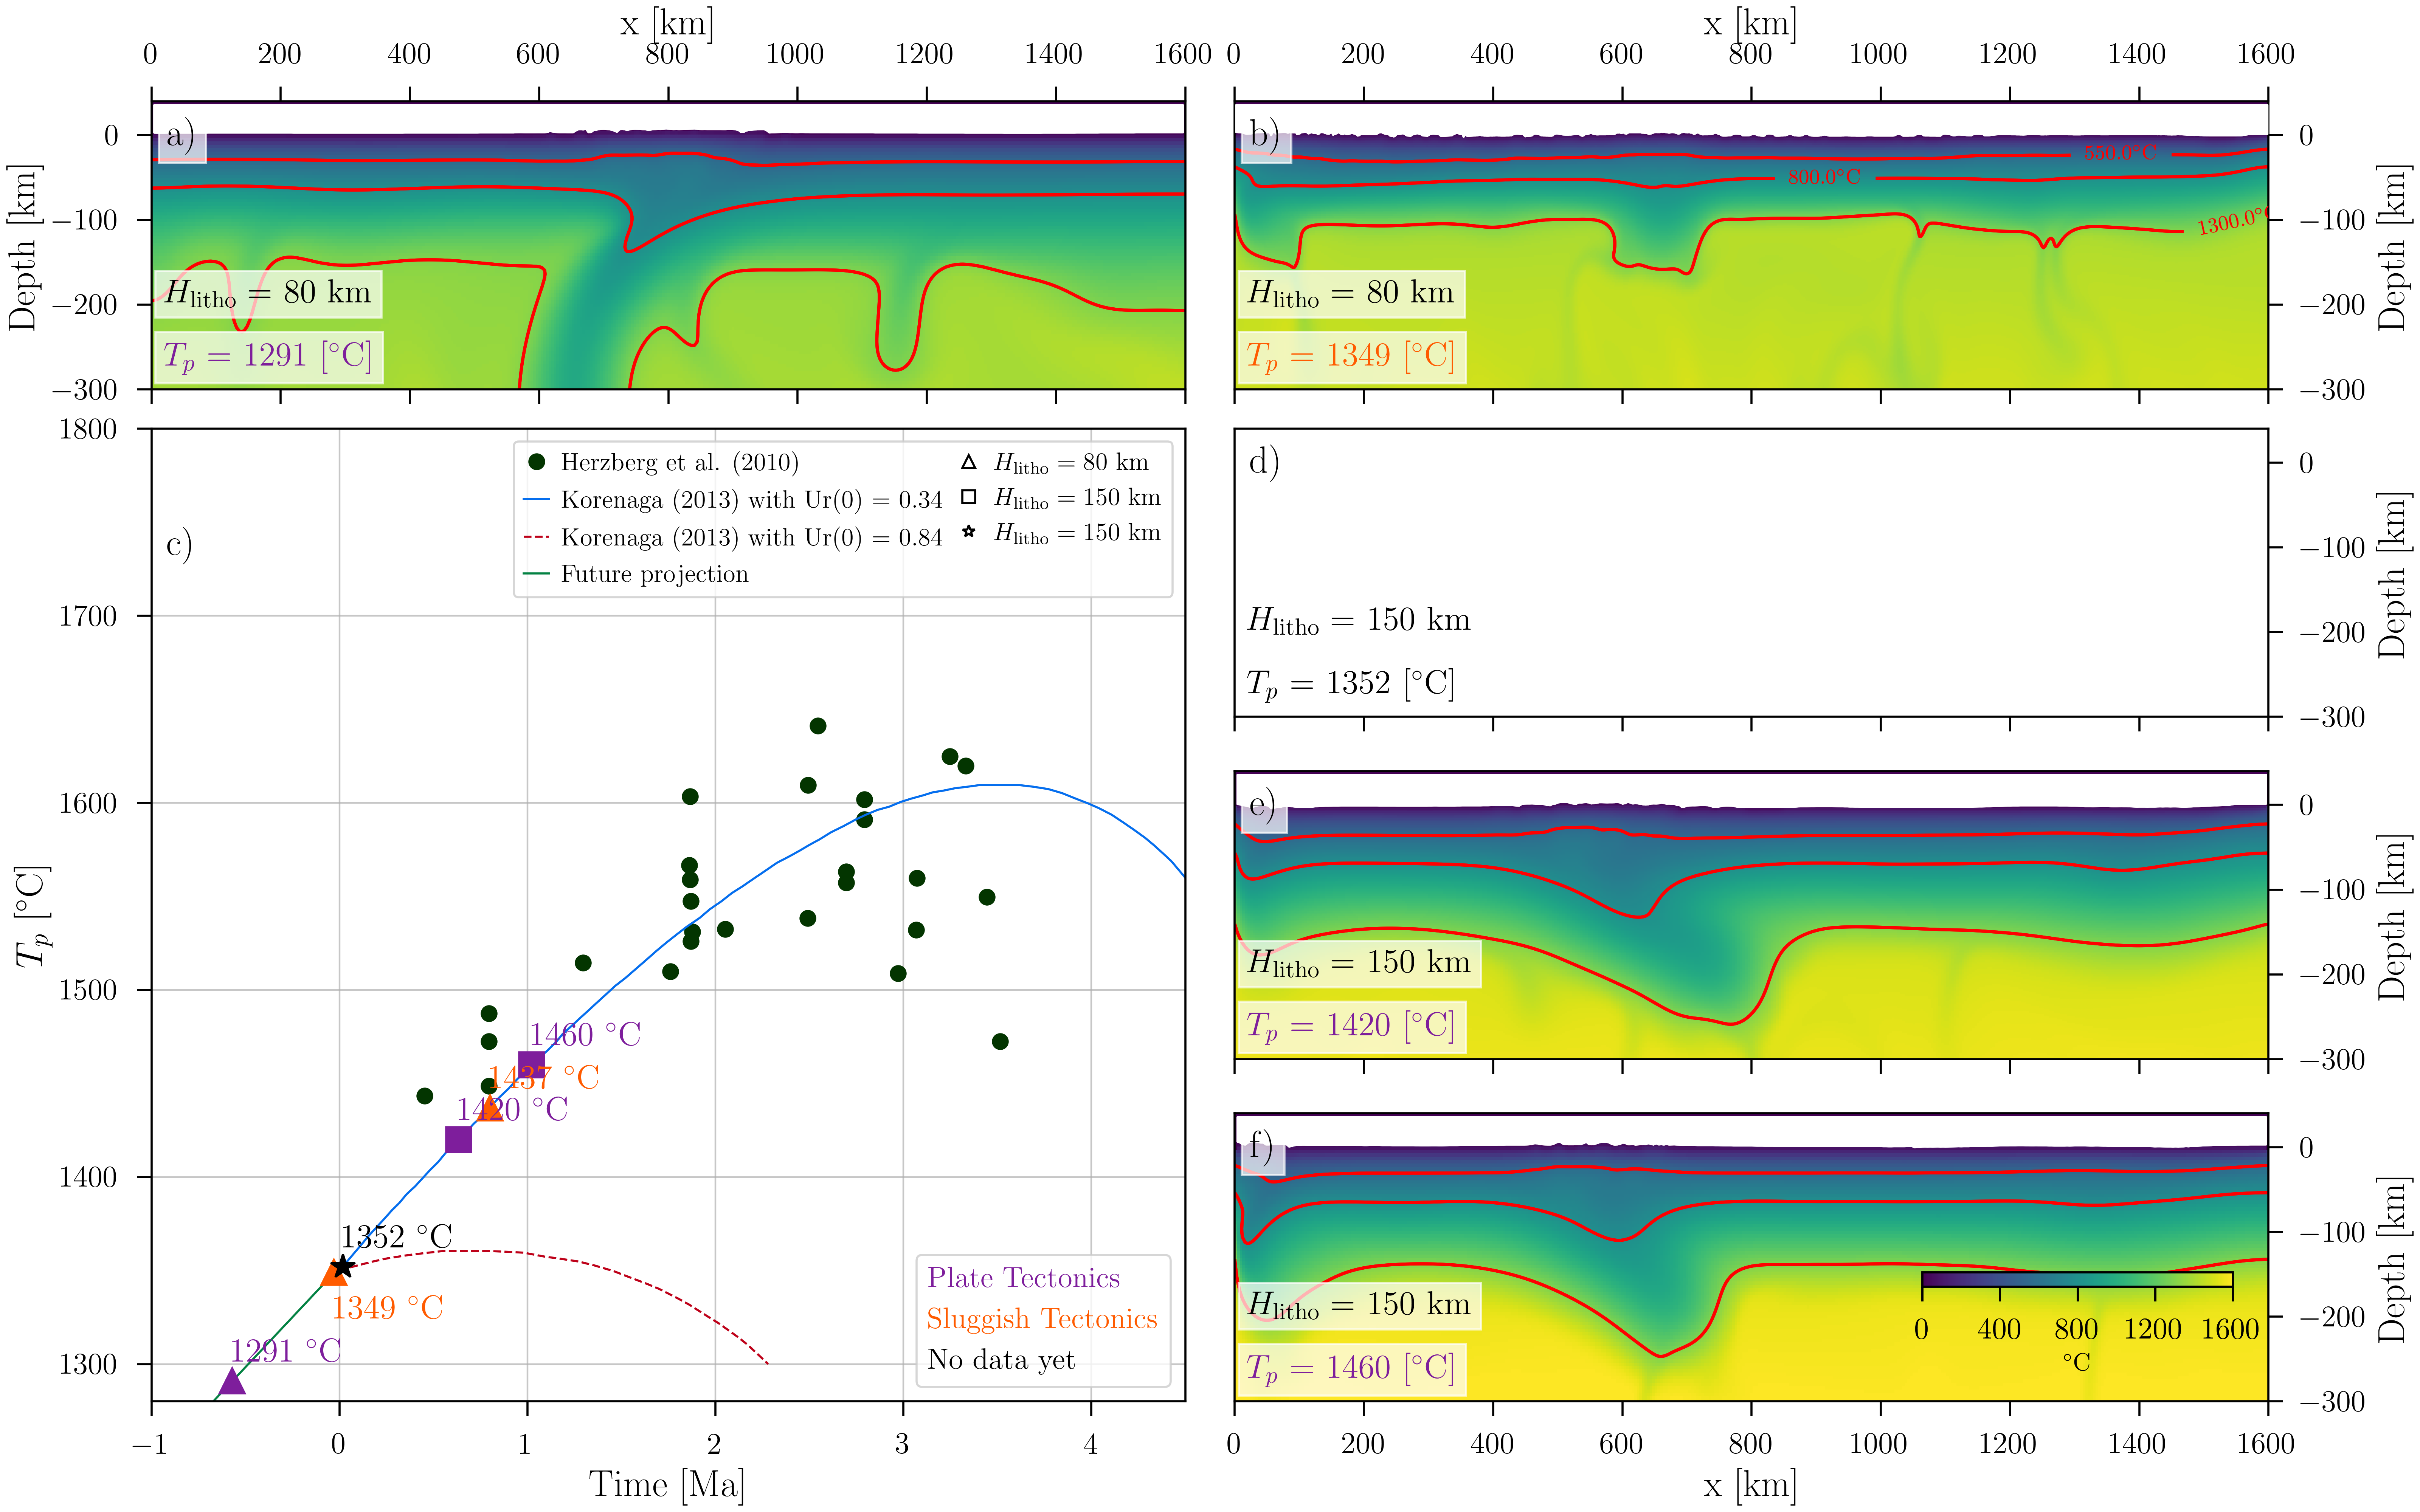 x [km]
0 200 400 600 800 1000 1200 1400 1600
a)
0
−100
−200
−300
Depth [km]
H_litho = 80 km
T_p = 1291 [°C]
x [km]
0 200 400 600 800 1000 1200 1400 1600
b)
550.0°C
800.0°C
1300.0°
H_litho = 80 km
T_p = 1349 [°C]
0
−100
−200
−300
Depth [km]
c)
Herzberg et al. (2010)
Korenaga (2013) with Ur(0) = 0.34
Korenaga (2013) with Ur(0) = 0.84
Future projection
H_litho = 80 km
H_litho = 150 km
H_litho = 150 km
1800
1700
1600
1500
1400
1300
T_p [°C]
1460 °C
1437 °C
1420 °C
1352 °C
1349 °C
1291 °C
Plate Tectonics
Sluggish Tectonics
No data yet
−1 0 1 2 3 4
Time [Ma]
d)
H_litho = 150 km
T_p = 1352 [°C]
0
−100
−200
−300
Depth [km]
e)
H_litho = 150 km
T_p = 1420 [°C]
0
−100
−200
−300
Depth [km]
f)
H_litho = 150 km
T_p = 1460 [°C]
0 400 800 1200 1600
°C
0
−100
−200
−300
Depth [km]
0 200 400 600 800 1000 1200 1400 1600
x [km]